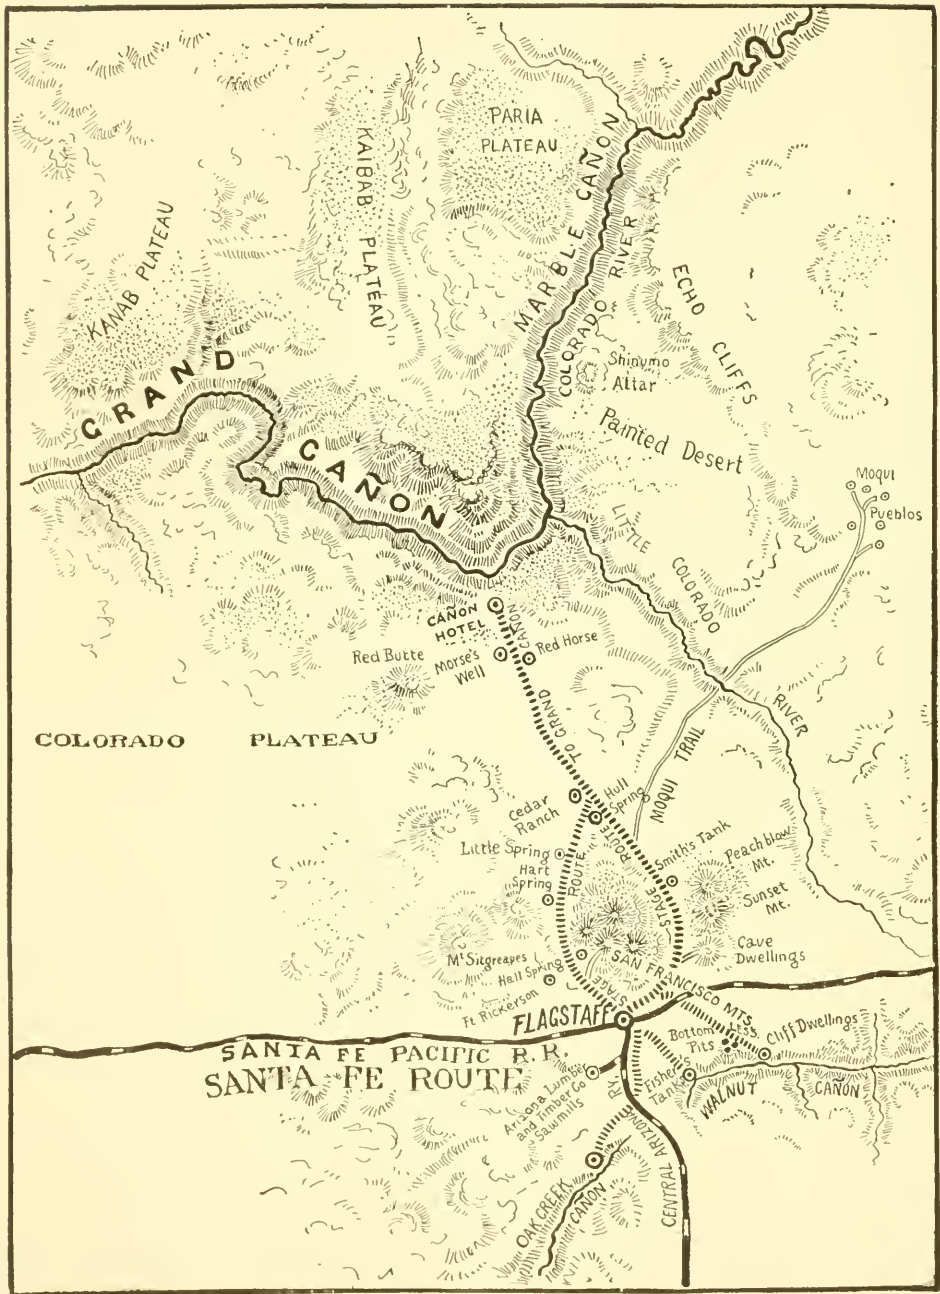 PARIA
PLATEAU
KAIBAB PLATEAU
KANAB PLATEAU
MARBLE CAÑON
COLORADO RIVER
ECHO CLIFFS
GRAND CAÑON
Shinumo
Altar
Painted Desert
MOQUI
Pueblos
LITTLE COLORADO RIVER
CAÑON
HOTEL
Red Butte
Morse's
Well
Red Horse
STAGE ROUTE TO GRAND CAÑON
COLORADO PLATEAU
MOQUI TRAIL
Cedar
Ranch
Hull
Spring
Little Spring
Hart
Spring
STAGE ROUTE
Smith's Tank
Peachblow
Mt.
Sunset
Mt.
Cave
Dwellings
Mt Sitgreaves
Hall Spring
Ft Rickerson
SAN FRANCISCO MTS
FLAGSTAFF
SANTA FE PACIFIC R.R.
SANTA FE ROUTE
Bottom
LESS
Pits
Cliff Dwellings
Fisher's
Tank
WALNUT CAÑON
Arizona Lumber
and Timber Co
Sawmills
CENTRAL ARIZONA RY.
OAK CREEK
CAÑON